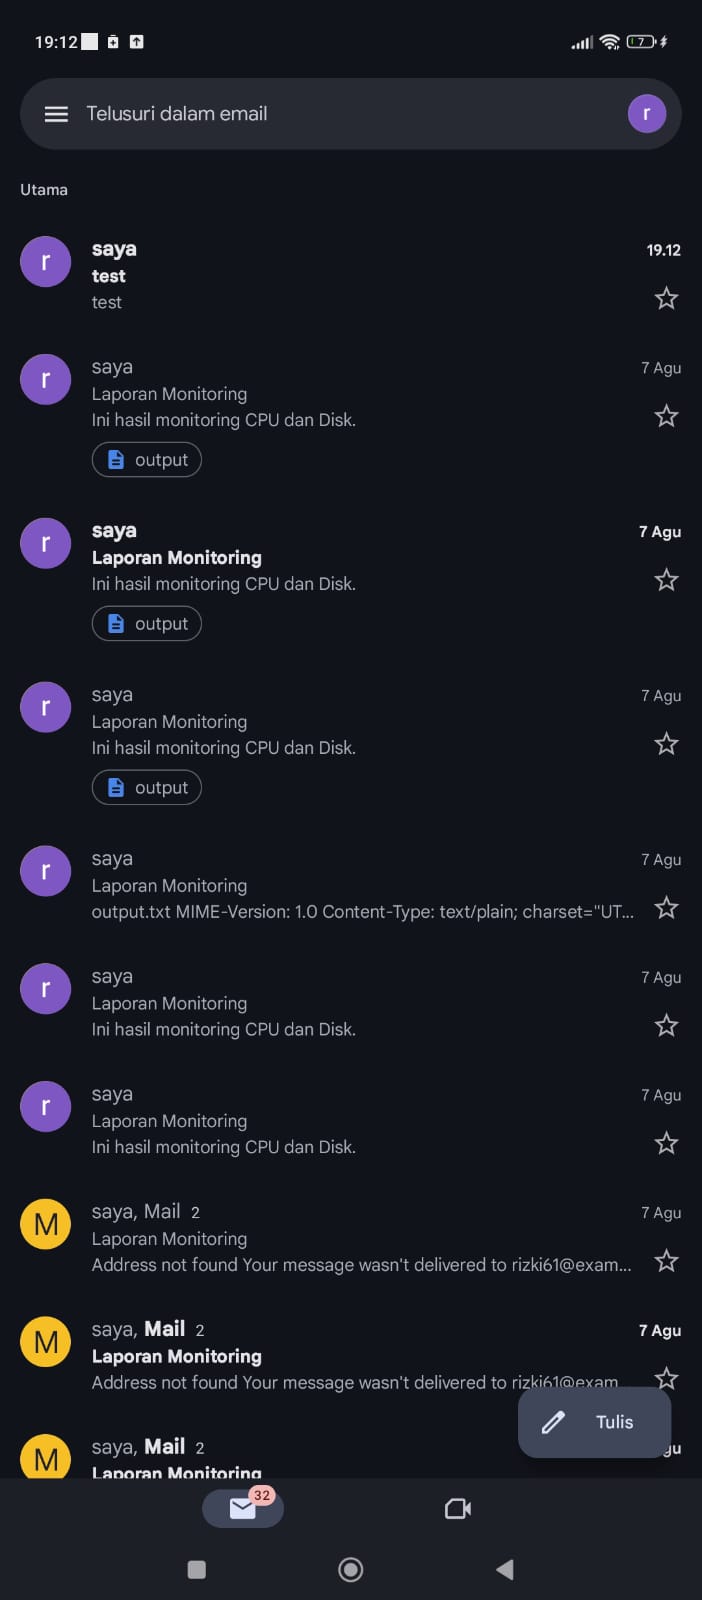 19:12
7
Telusuri dalam email
r
Utama
r
saya
19.12
test
test
r
saya
7 Agu
Laporan Monitoring
Ini hasil monitoring CPU dan Disk.
output
r
saya
7 Agu
Laporan Monitoring
Ini hasil monitoring CPU dan Disk.
output
r
saya
7 Agu
Laporan Monitoring
Ini hasil monitoring CPU dan Disk.
output
r
saya
7 Agu
Laporan Monitoring
output.txt MIME-Version: 1.0 Content-Type: text/plain; charset="UT...
r
saya
7 Agu
Laporan Monitoring
Ini hasil monitoring CPU dan Disk.
r
saya
7 Agu
Laporan Monitoring
Ini hasil monitoring CPU dan Disk.
M
saya, Mail 2
7 Agu
Laporan Monitoring
Address not found Your message wasn't delivered to rizki61@exam...
M
saya, Mail 2
7 Agu
Laporan Monitoring
Address not found Your message wasn't delivered to rizki61@exam
Tulis
M
saya, Mail 2
gu
Laporan Monitoring
32